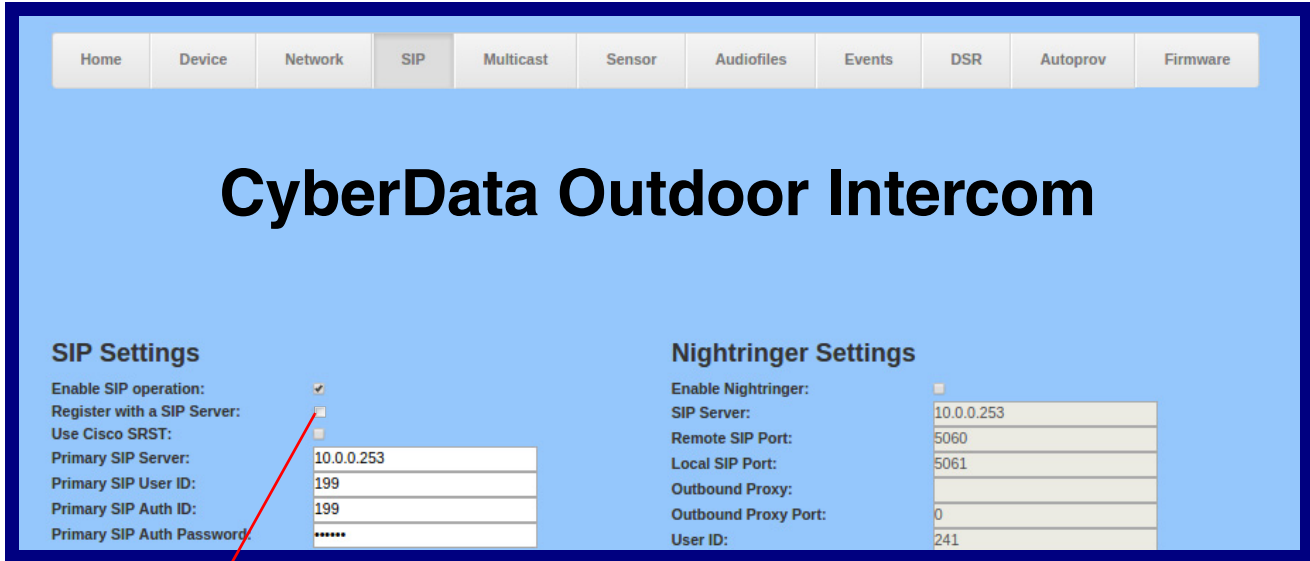 Home Device Network SIP Multicast Sensor Audiofiles Events DSR Autoprov Firmware
CyberData Outdoor Intercom
SIP Settings
Enable SIP operation:
Register with a SIP Server:
Use Cisco SRST:
Primary SIP Server: 10.0.0.253
Primary SIP User ID: 199
Primary SIP Auth ID: 199
Primary SIP Auth Password: ••••••
Nightringer Settings
Enable Nightringer:
SIP Server: 10.0.0.253
Remote SIP Port: 5060
Local SIP Port: 5061
Outbound Proxy:
Outbound Proxy Port: 0
User ID: 241